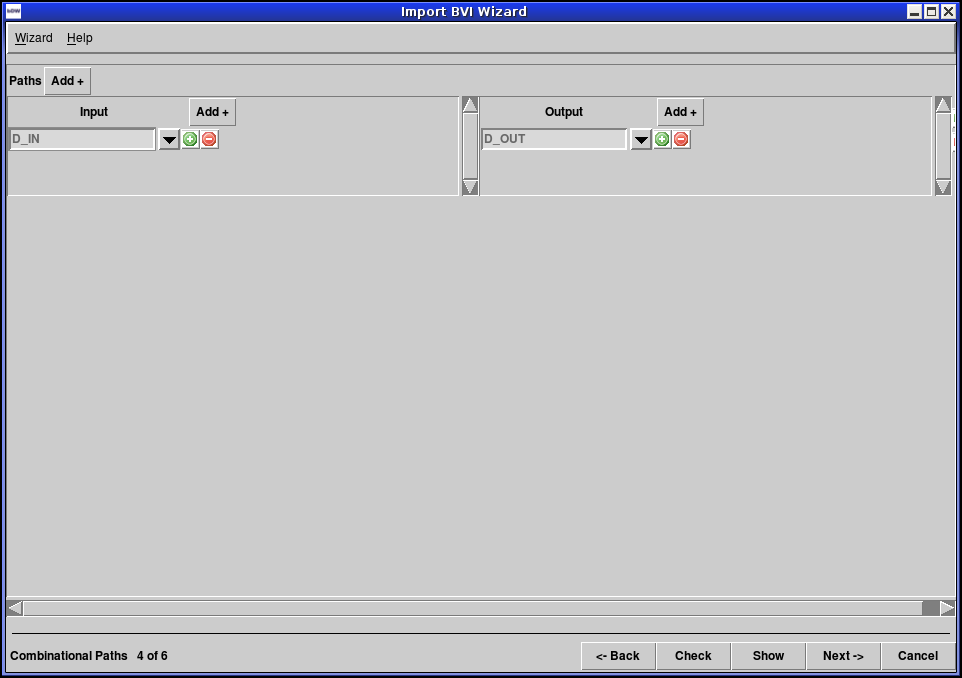 Import BVI Wizard
Wizard Help
Paths Add +
Input Add + Output Add +
D_IN D_OUT
Combinational Paths 4 of 6 <- Back Check Show Next -> Cancel